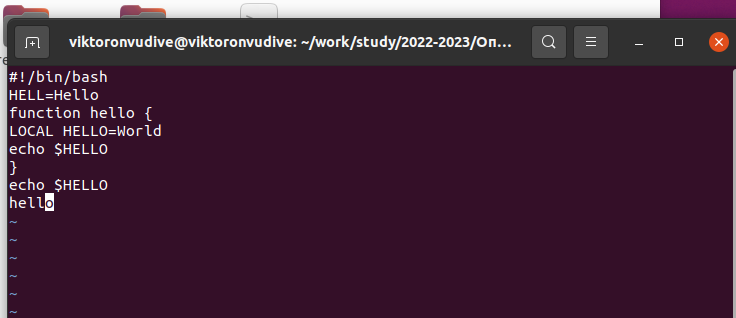 viktoronvudive@viktoronvudive: ~/work/study/2022-2023/Оп...
#!/bin/bash
HELL=Hello
function hello {
LOCAL HELLO=World
echo $HELLO
}
echo $HELLO
hello
~
~
~
~
~
~